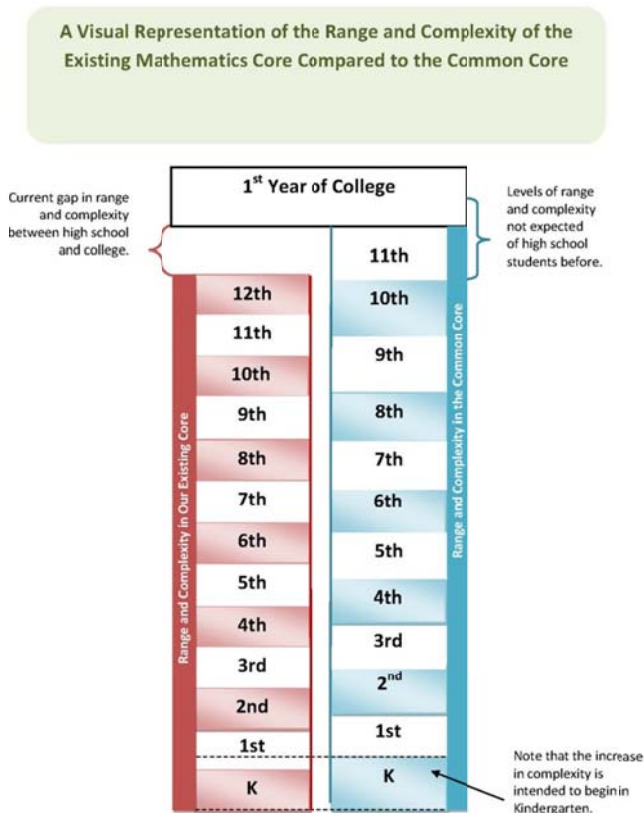 A Visual Representation of the Range and Complexity of the
Existing Mathematics Core Compared to the Common Core
1st Year of College
Current gap in range
and complexity
between high school
and college.
Levels of range
and complexity
not expected
of high school
students before.
Range and Complexity in Our Existing Core
12th
11th
10th
9th
8th
7th
6th
5th
4th
3rd
2nd
1st
K
11th
10th
9th
8th
7th
6th
5th
4th
3rd
2nd
1st
K
Range and Complexity in the Common Core
Note that the increase
in complexity is
intended to begin in
Kindergarten.